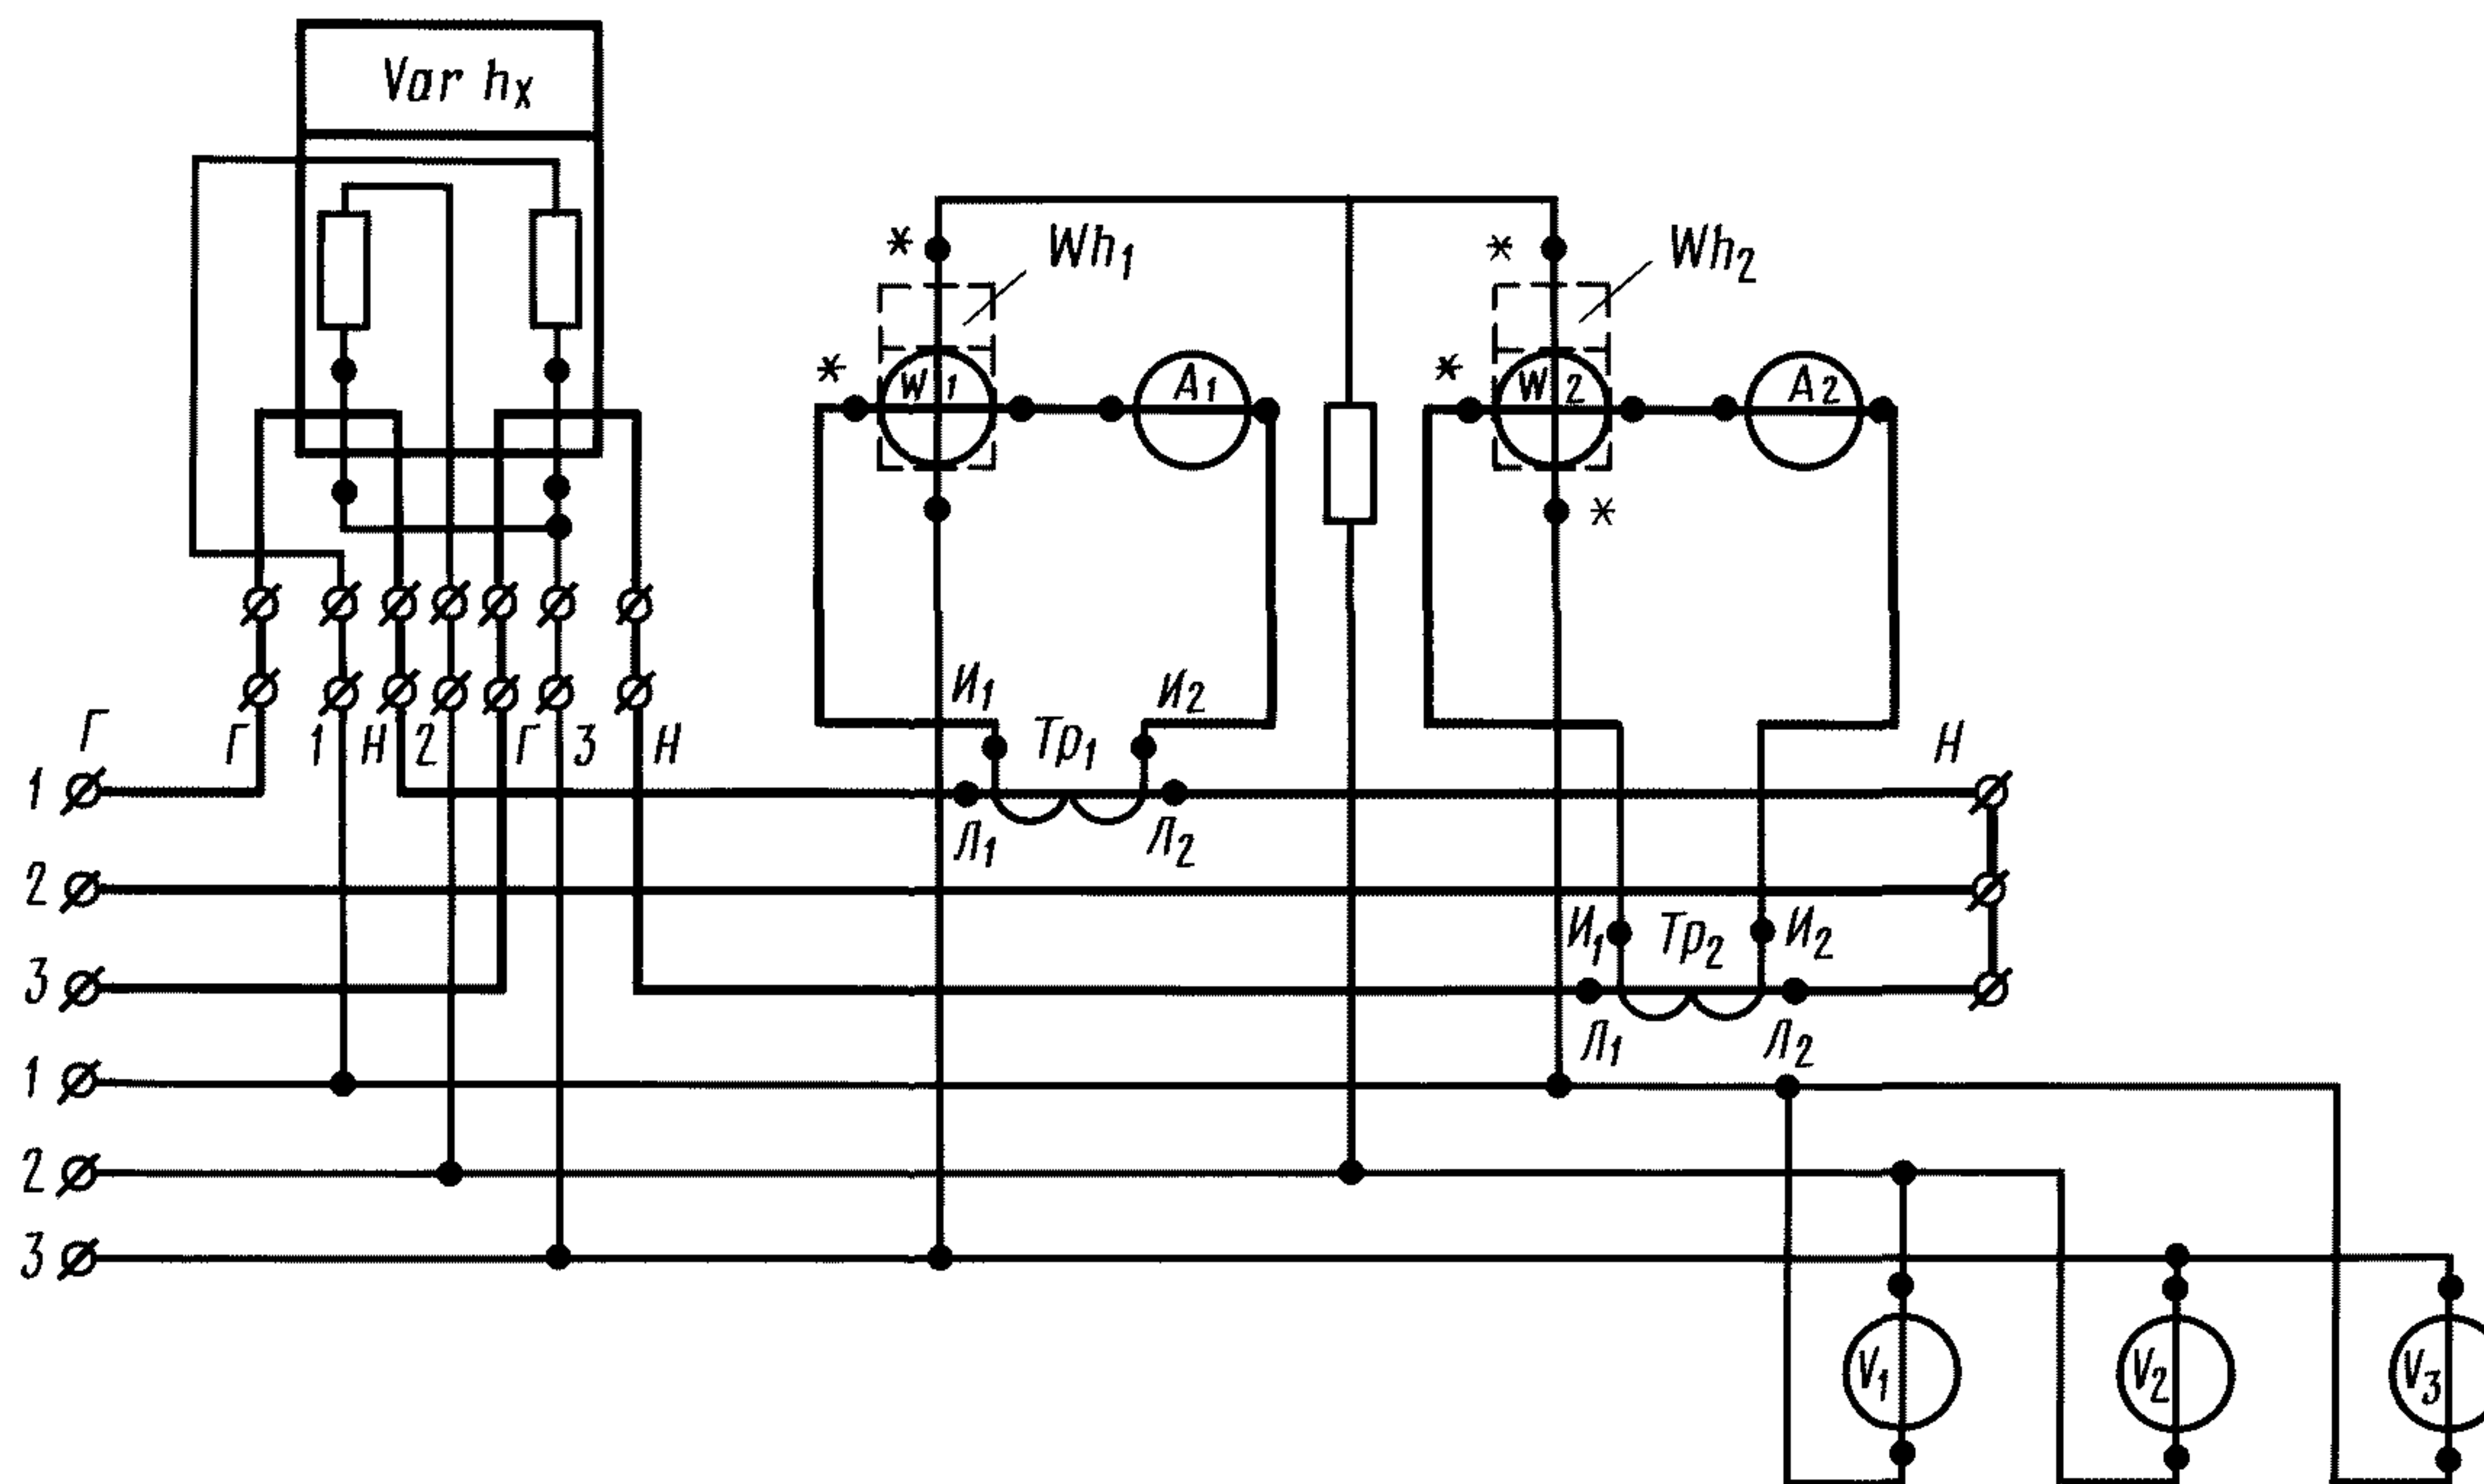 Var hx
* Wh1
* Wh2
* W1 A1
* W2 A2
*
И1 Тр1 И2
Г Г 1 Н 2 Г 3 Н Н
1
Л1 Л2
2
И1 Тр2 И2
3
Л1 Л2
1
2
3
V1 V2 V3